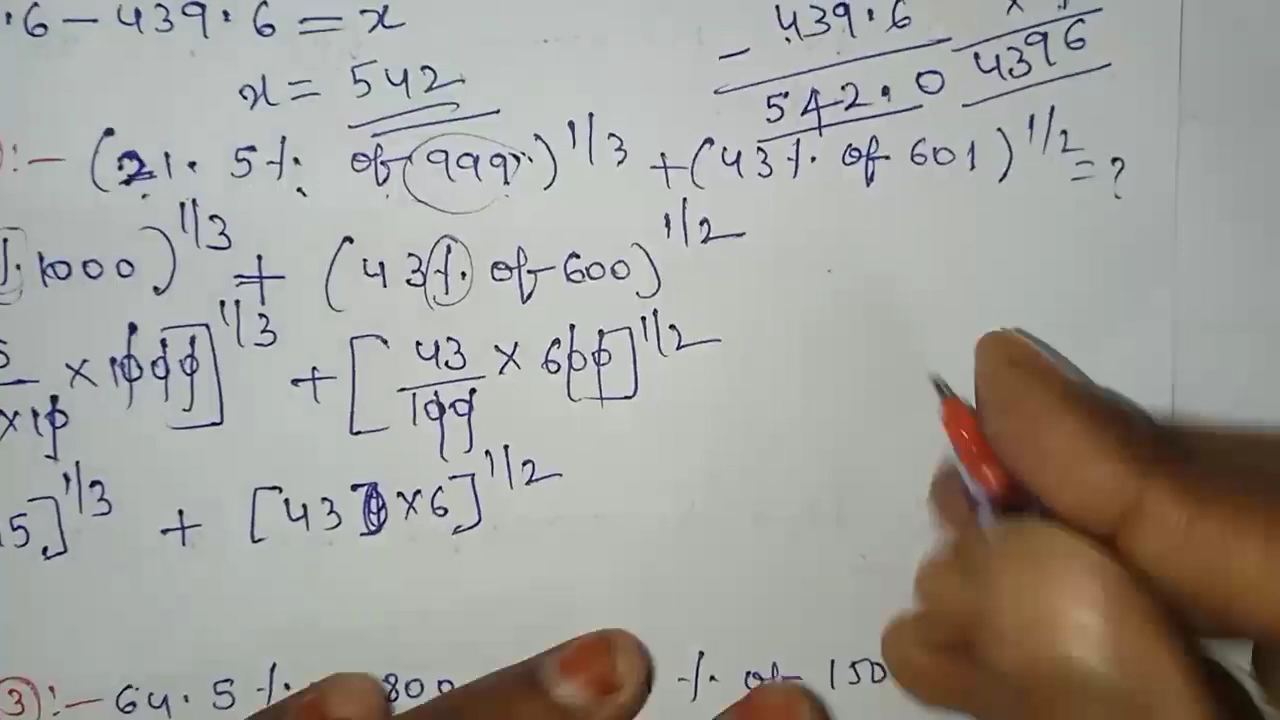 .6 - 439.6 = x
x = 542
- 439.6
542.0
4396
:- (21.5% of 999)^1/3 + (43% of 601)^1/2 = ?
1000)^1/3 + (43% of 600)^1/2
× 1000]^1/3 + [43/100 × 600]^1/2
×10
5]^1/3 + [43 × 6]^1/2
3) :- 64.5% 800 % of 150